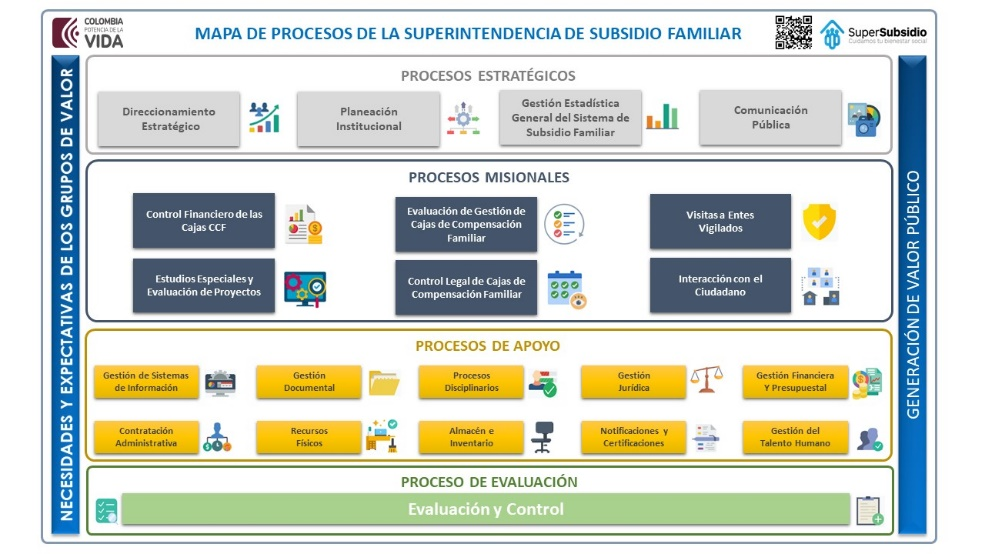 COLOMBIA
POTENCIA DE LA
VIDA
MAPA DE PROCESOS DE LA SUPERINTENDENCIA DE SUBSIDIO FAMILIAR
SuperSubsidio
Cuidamos tu bienestar social
NECESIDADES Y EXPECTATIVAS DE LOS GRUPOS DE VALOR
PROCESOS ESTRATÉGICOS
Direccionamiento
Estratégico
Planeación
Institucional
Gestión Estadística
General del Sistema de
Subsidio Familiar
Comunicación
Pública
PROCESOS MISIONALES
Control Financiero de las
Cajas CCF
Evaluación de Gestión de
Cajas de Compensación
Familiar
Visitas a Entes
Vigilados
Estudios Especiales y
Evaluación de Proyectos
Control Legal de Cajas de
Compensación Familiar
Interacción con el
Ciudadano
PROCESOS DE APOYO
Gestión de Sistemas
de Información
Gestión
Documental
Procesos
Disciplinarios
Gestión
Jurídica
Gestión Financiera
Y Presupuestal
Contratación
Administrativa
Recursos
Físicos
Almacén e
Inventario
Notificaciones y
Certificaciones
Gestión del
Talento Humano
PROCESO DE EVALUACIÓN
Evaluación y Control
GENERACIÓN DE VALOR PÚBLICO